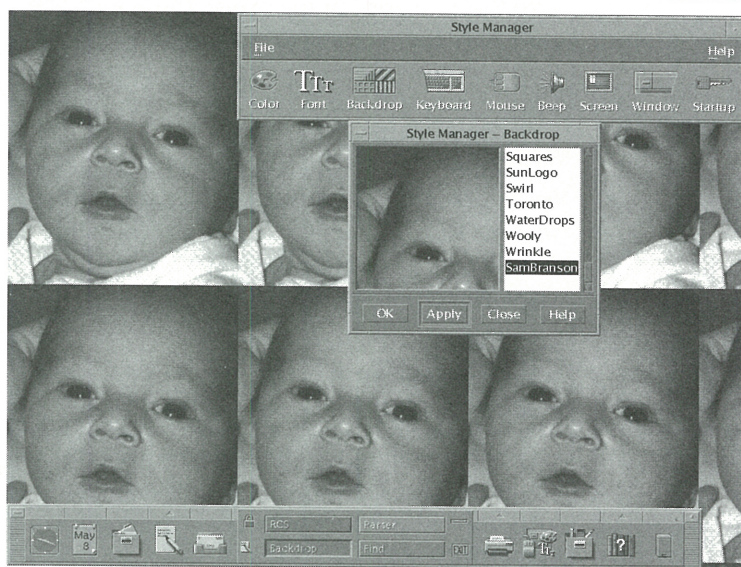 Style Manager
File Help
Color Font Backdrop Keyboard Mouse Beep Screen Window Startup
Style Manager – Backdrop
Squares
SunLogo
Swirl
Toronto
WaterDrops
Wooly
Wrinkle
SamBranson
OK Apply Close Help
May
8
RCS Parser
Backdrop Find EXIT